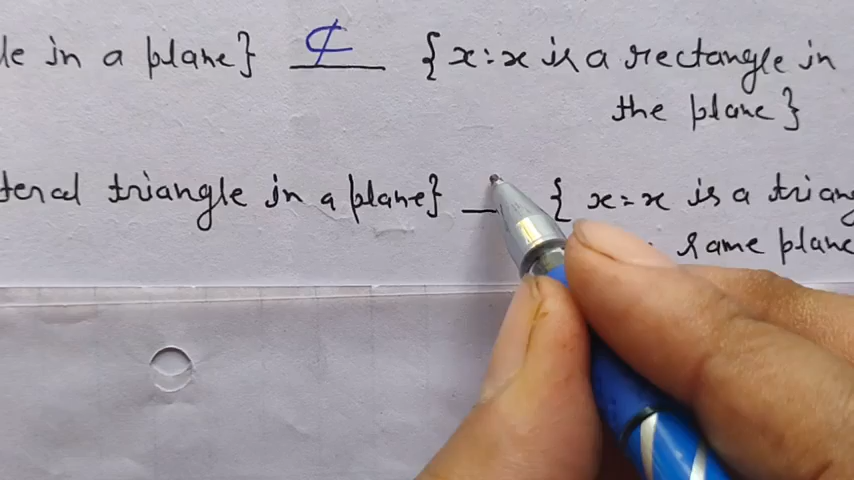 le in a plane} ⊄ {x:x is a rectangle in
the plane}
teral triangle in a plane} __ { x:x is a triang
same plane